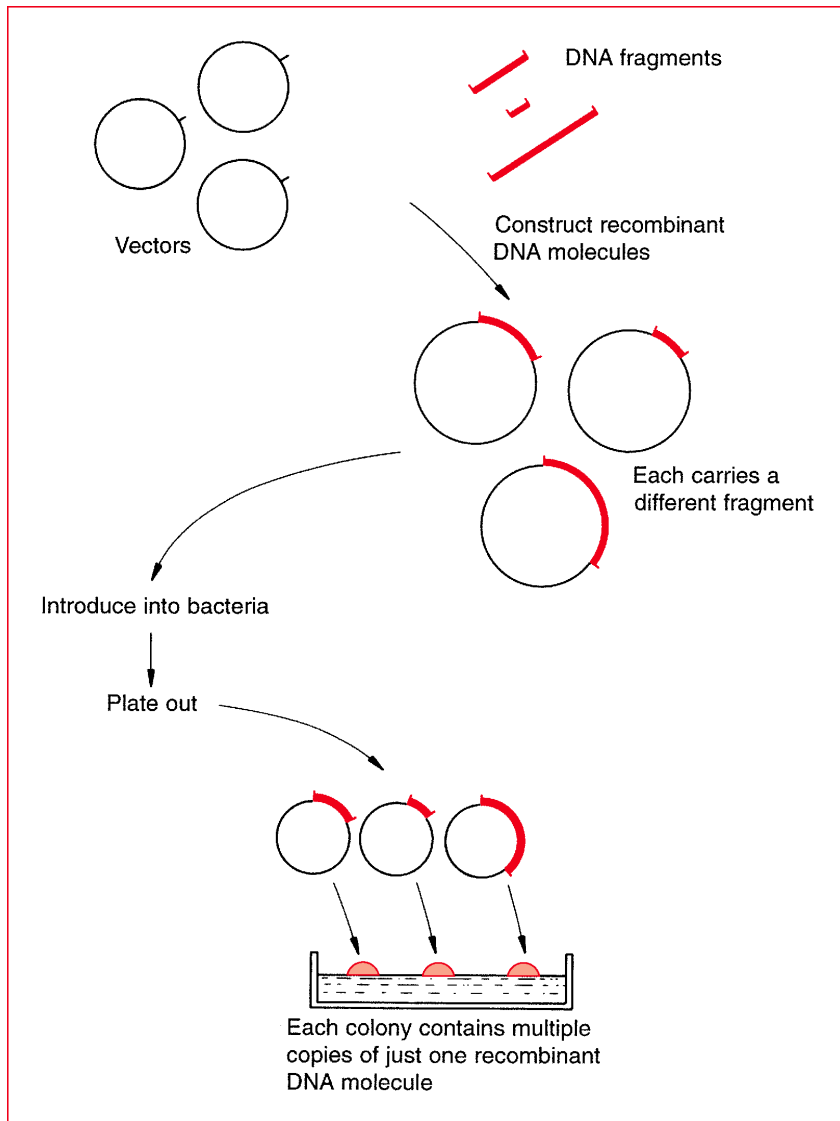 DNA fragments
Vectors
Construct recombinant
DNA molecules
Each carries a
different fragment
Introduce into bacteria
Plate out
Each colony contains multiple
copies of just one recombinant
DNA molecule